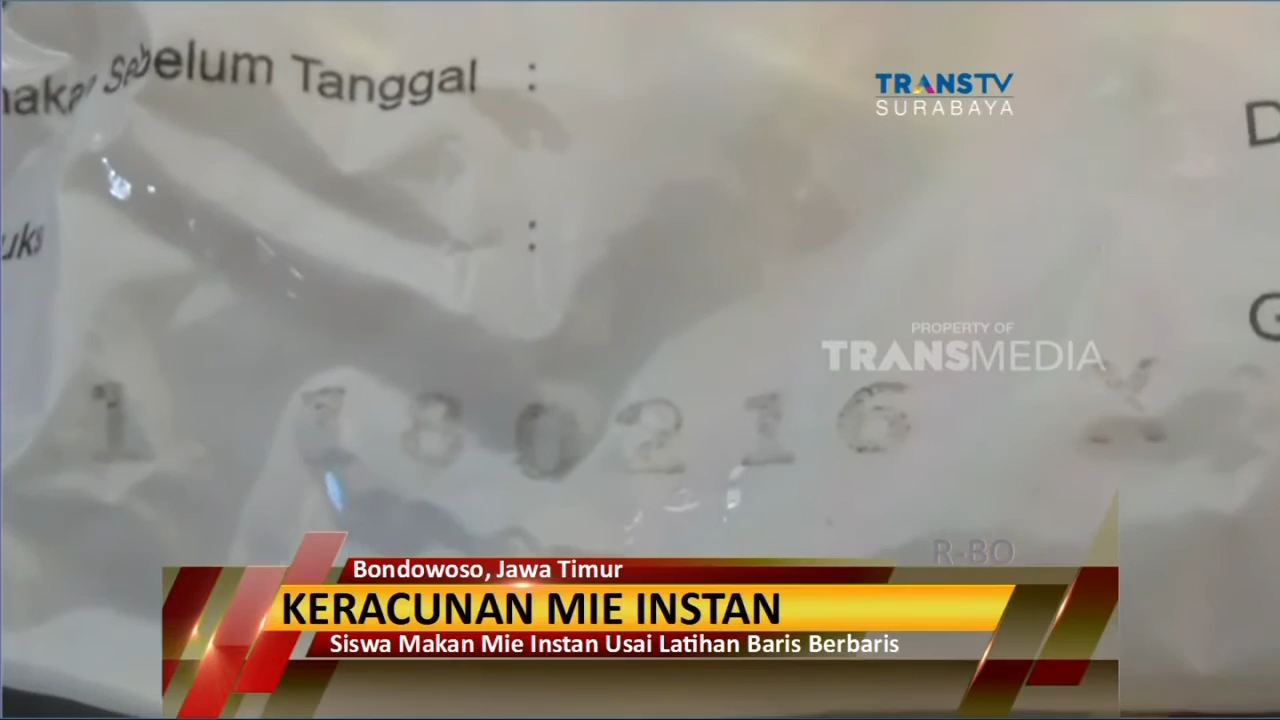 Sebelum Tanggal :
TRANSTV
SURABAYA
:
PROPERTY OF
TRANSMEDIA
80216
R-BO
Bondowoso, Jawa Timur
KERACUNAN MIE INSTAN
Siswa Makan Mie Instan Usai Latihan Baris Berbaris